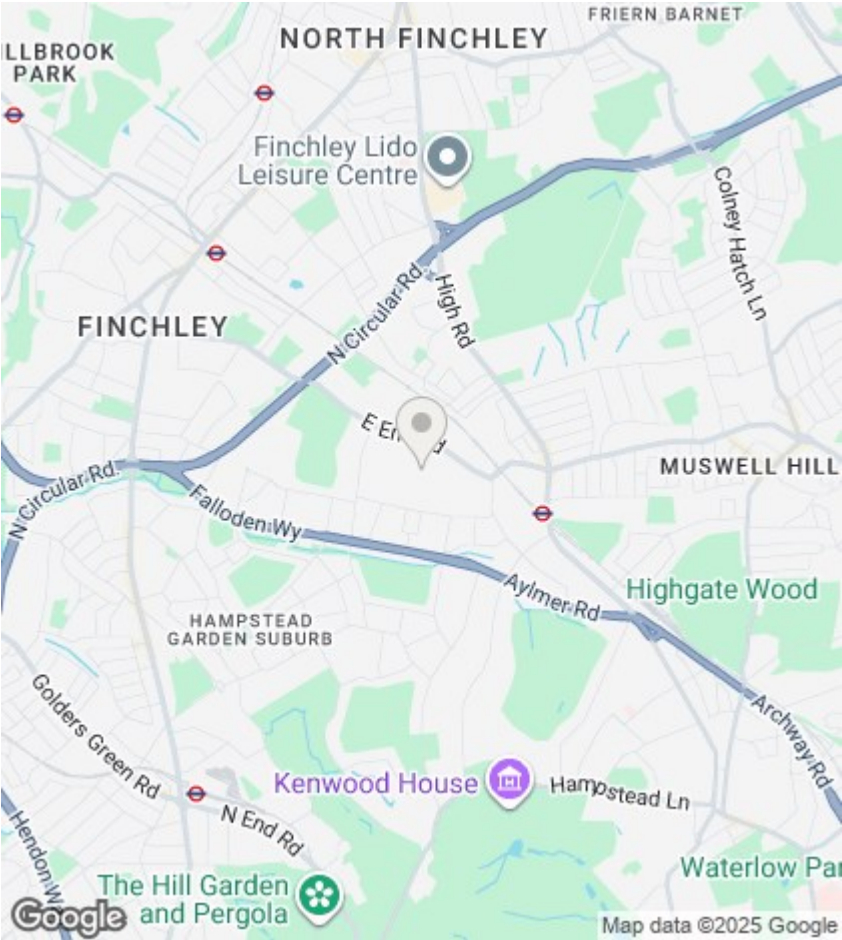 FRIERN BARNET
NORTH FINCHLEY
ILLBROOK
PARK
Finchley Lido
Leisure Centre
Colney Hatch Ln
High Rd
N Circular Rd
FINCHLEY
E En
MUSWELL HILL
N Circular Rd
Falloden Wy
Aylmer Rd
Highgate Wood
HAMPSTEAD
GARDEN SUBURB
Golders Green Rd
Archway Rd
Kenwood House
Hampstead Ln
N End Rd
Hendon W
Waterlow Par
The Hill Garden
and Pergola
Google
Map data ©2025 Google